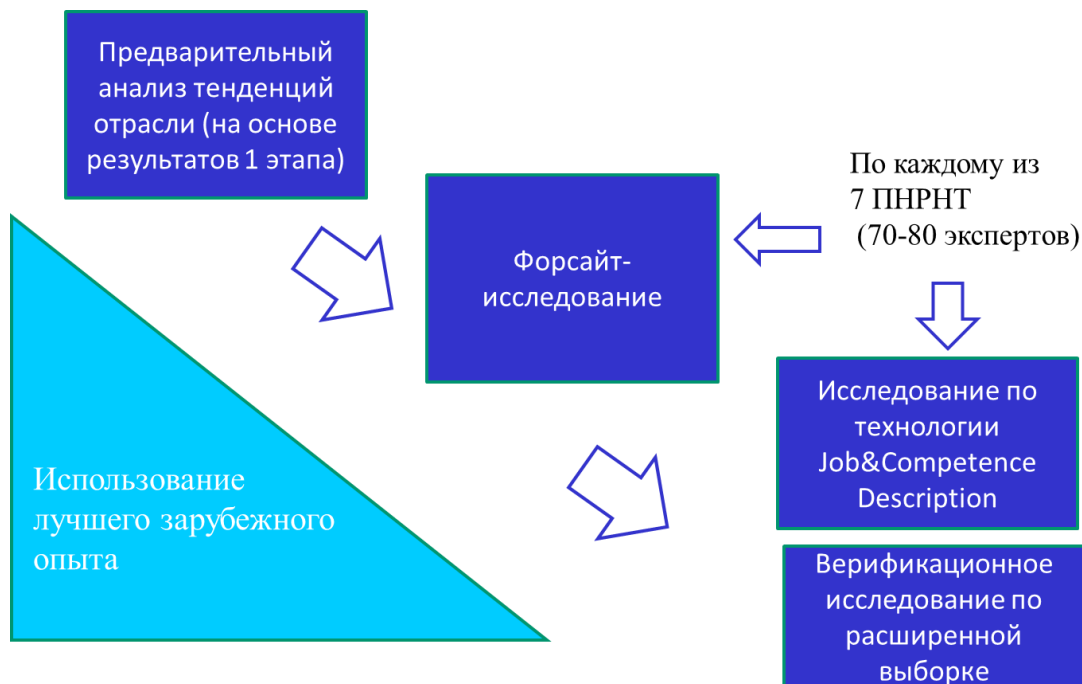 Предварительный
анализ тенденций
отрасли (на основе
результатов 1 этапа)
Форсайт-
исследование
По каждому из
7 ПНРНТ
(70-80 экспертов)
Исследование по
технологии
Job&Competence
Description
Использование
лучшего зарубежного
опыта
Верификационное
исследование по
расширенной
выборке